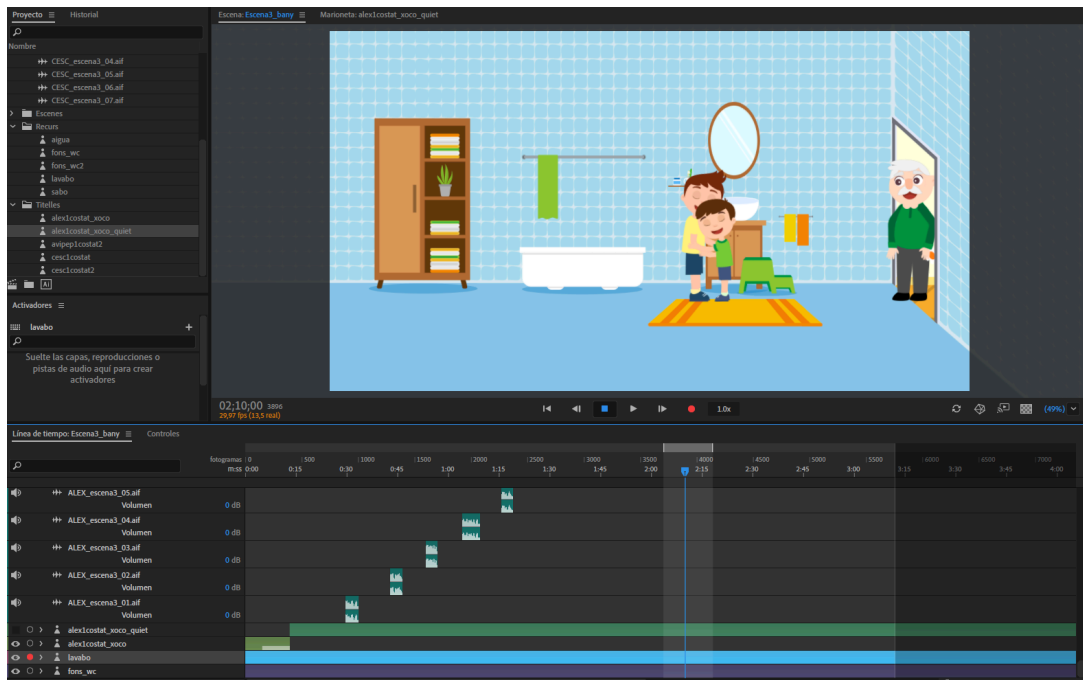 Proyecto Historial Escena: Escena3_bany Marioneta: alex1costat_xoco_quiet
Nombre
CESC_escena3_04.aif
CESC_escena3_05.aif
CESC_escena3_06.aif
CESC_escena3_07.aif
Escenes
Recurs
aigua
fons_wc
fons_wc2
lavabo
sabo
Titelles
alex1costat_xoco
alex1costat_xoco_quiet
avipep1costat2
cesc1costat
cesc1costat2
Ai
Activadores
lavabo +
Suelte las capas, reproducciones o
pistas de audio aquí para crear
activadores
02;10;00 3896 1.0x (49%)
29,97 fps (13,5 real)
Línea de tiempo: Escena3_bany Controles
fotogramas 0 500 1000 1500 2000 2500 3000 3500 4000 4500 5000 5500 6000 6500 7000
m:ss 0:00 0:15 0:30 0:45 1:00 1:15 1:30 1:45 2:00 2:15 2:30 2:45 3:00 3:15 3:30 3:45 4:00
ALEX_escena3_05.aif
Volumen 0 dB
ALEX_escena3_04.aif
Volumen 0 dB
ALEX_escena3_03.aif
Volumen 0 dB
ALEX_escena3_02.aif
Volumen 0 dB
ALEX_escena3_01.aif
Volumen 0 dB
alex1costat_xoco_quiet
alex1costat_xoco
lavabo
fons_wc